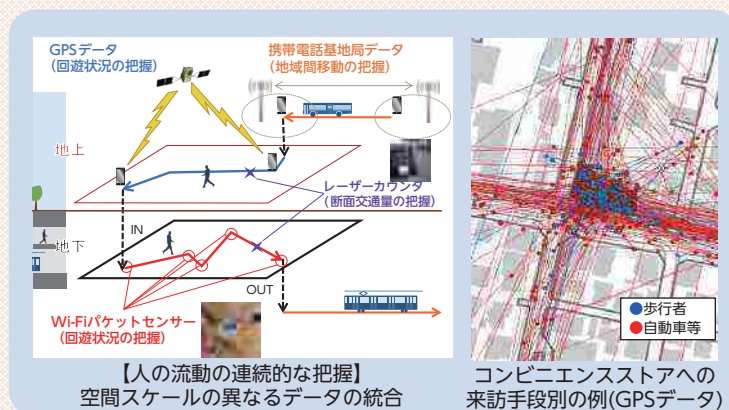 GPSデータ
(回遊状況の把握)
携帯電話基地局データ
(地域間移動の把握)
地上
レーザーカウンタ
(断面交通量の把握)
IN
地下
OUT
Wi-Fiパケットセンサー
(回遊状況の把握)
●歩行者
●自動車等
【人の流動の連続的な把握】
空間スケールの異なるデータの統合
コンビニエンスストアへの
来訪手段別の例(GPSデータ)